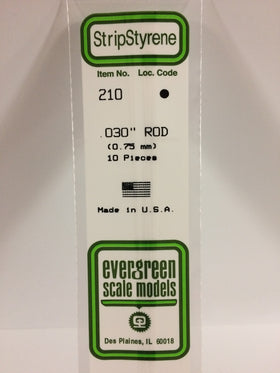 StripStyrene
Item No. Loc. Code
210
.030" ROD
(0.75 mm)
10 Pieces
Made in U.S.A.
evergreen
scale models
Des Plaines, IL 60018